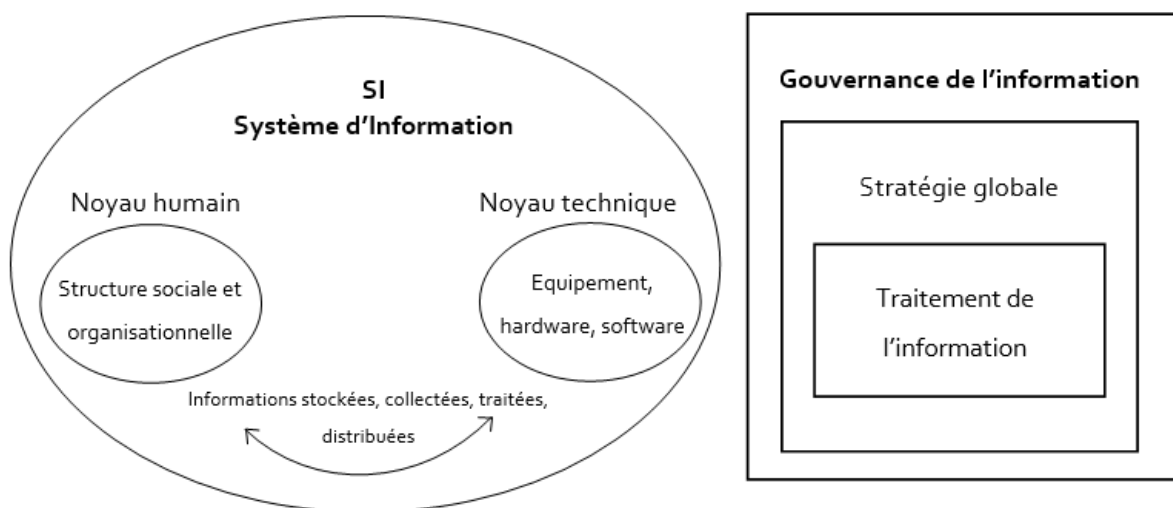 SI
Système d'Information
Noyau humain
Structure sociale et
organisationnelle
Noyau technique
Equipement,
hardware, software
Informations stockées, collectées, traitées,
distribuées
Gouvernance de l'information
Stratégie globale
Traitement de
l'information